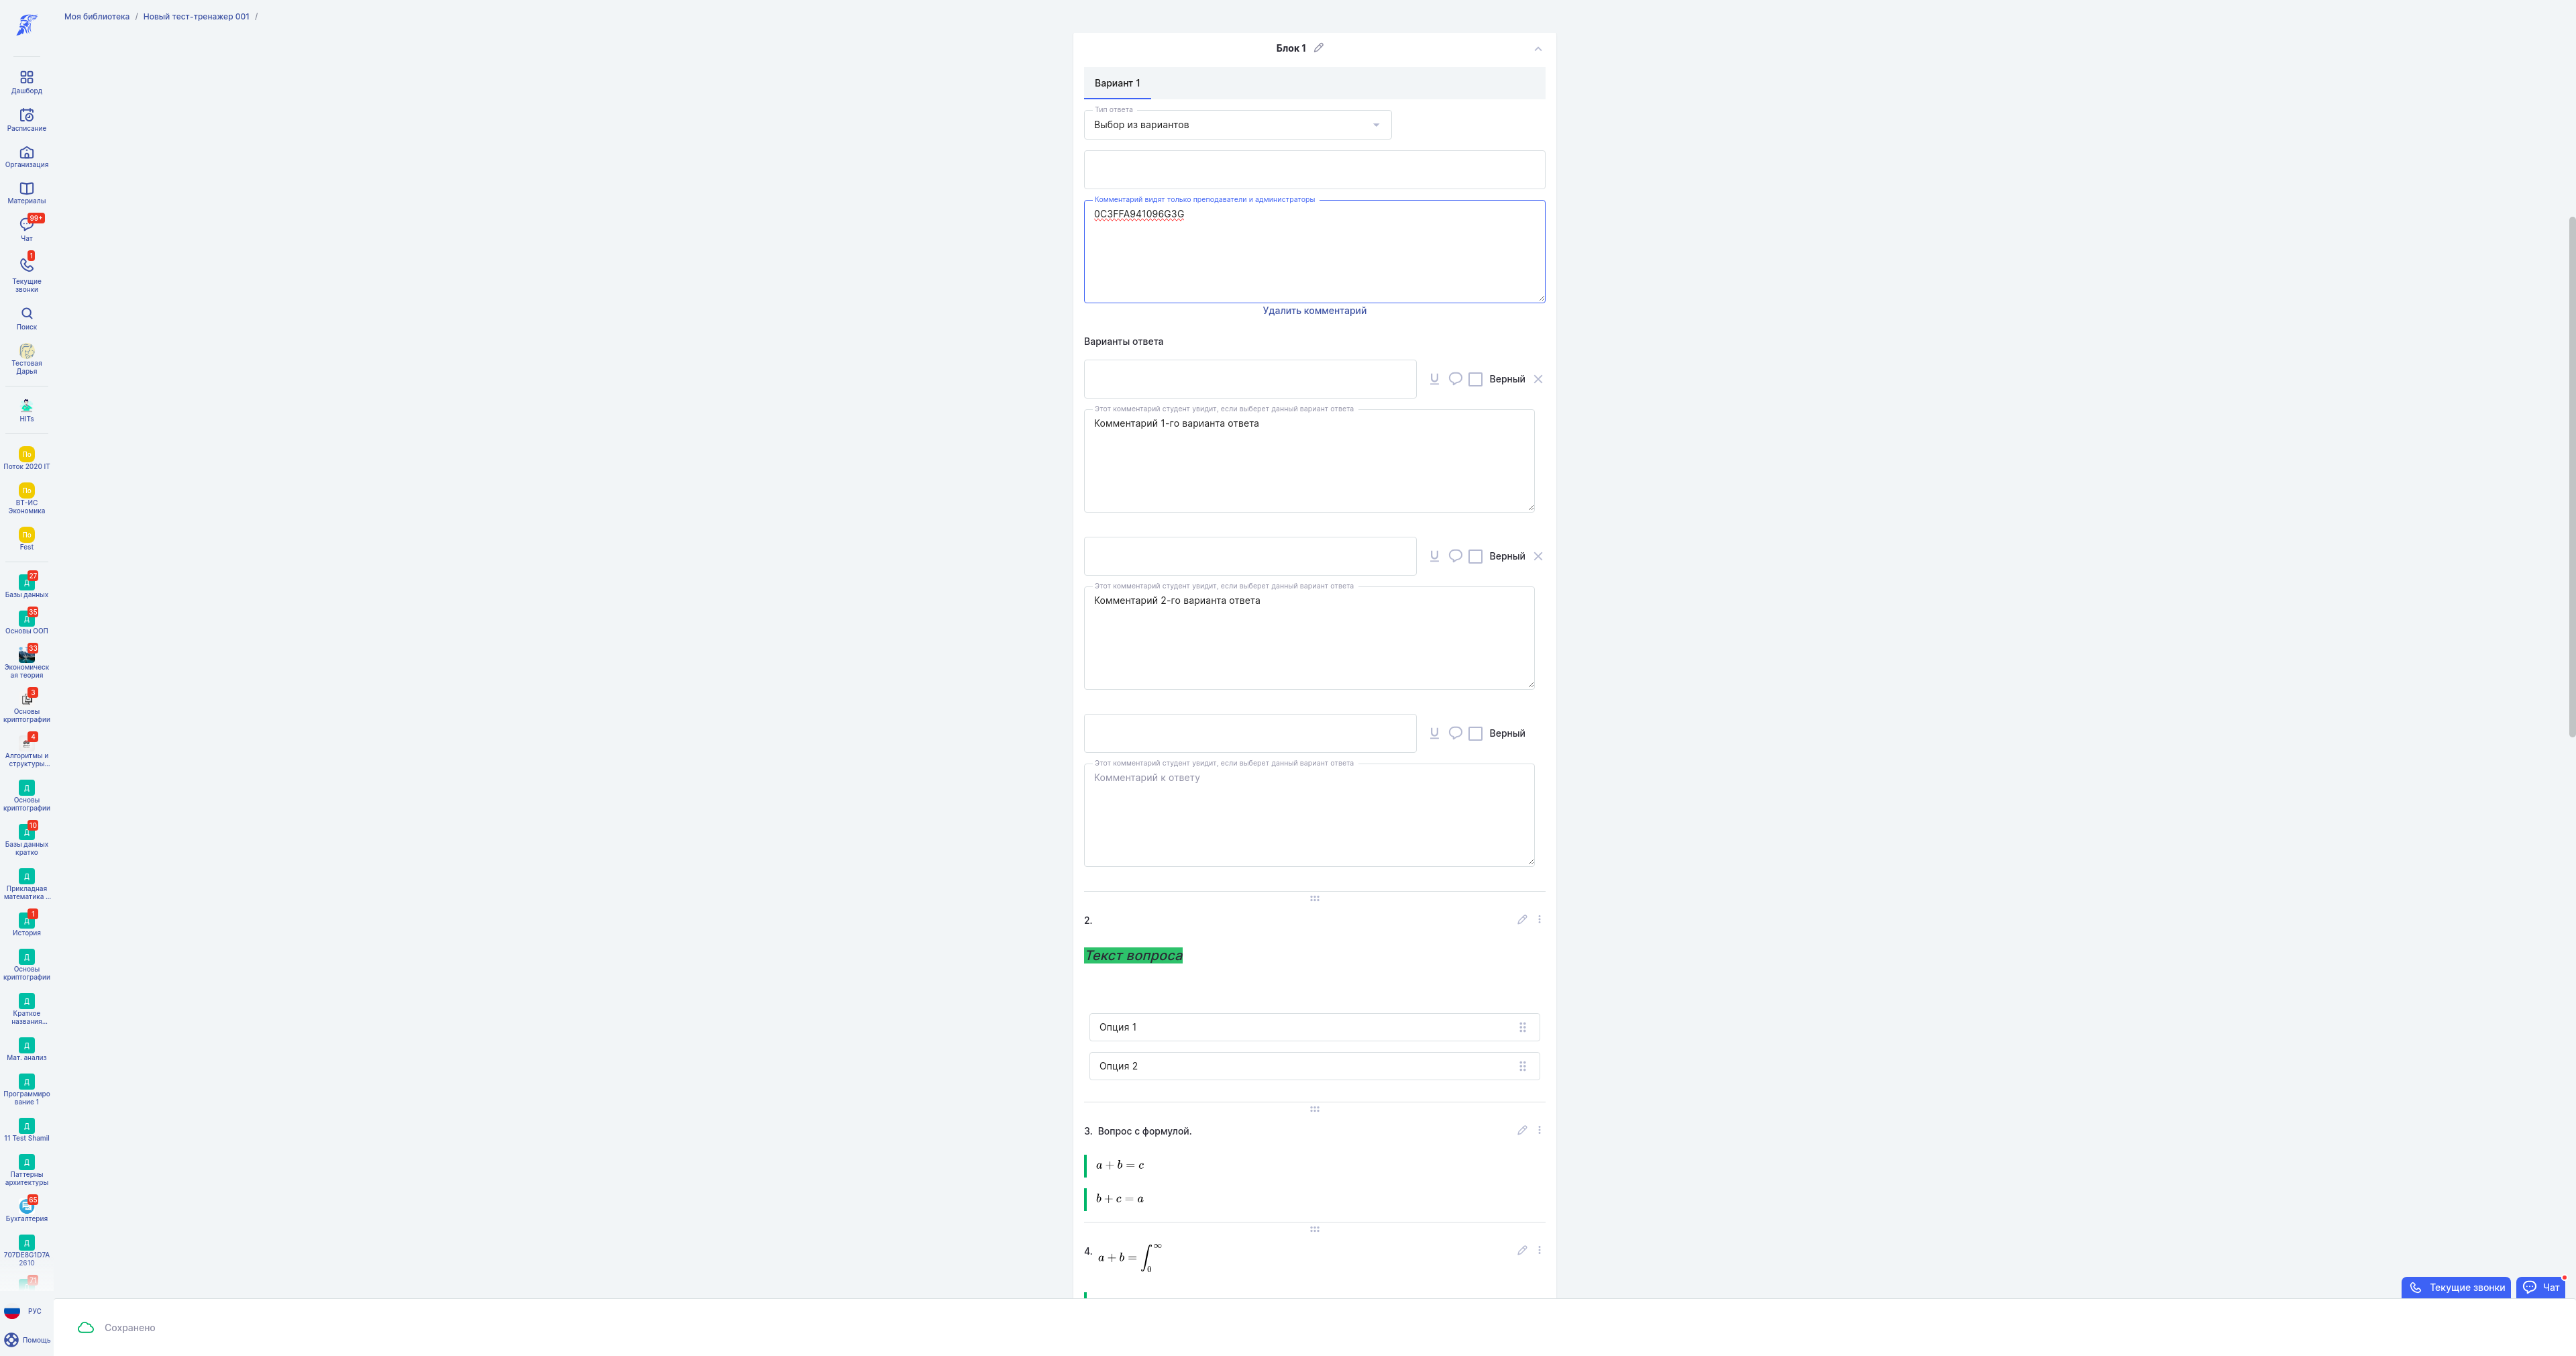 Моя библиотека / Новый тест-тренажер 001 /
Дашборд
Расписание
Организация
Материалы
99+
Чат
1
Текущие
звонки
Поиск
Тестовая
Дарья
HITs
По
Поток 2020 IT
По
ВТ-ИС
Экономика
По
Fest
27
Д
Базы данных
35
Д
Основы ООП
33
Экономическ
ая теория
3
Основы
криптографии
4
Алгоритмы и
структуры...
Д
Основы
криптографии
10
Д
Базы данных
кратко
Д
Прикладная
математика ...
1
Д
История
Д
Основы
криптографии
Д
Краткое
названия...
Д
Мат. анализ
Д
Программиро
вание 1
Д
11 Test Shamil
Д
Паттерны
архитектуры
65
Бухгалтерия
Д
707DE8G1D7A
2610
21
РУС
Помощь
Блок 1
Вариант 1
Тип ответа
Выбор из вариантов
Комментарий видят только преподаватели и администраторы
0C3FFA941096G3G
Удалить комментарий
Варианты ответа
Верный
Этот комментарий студент увидит, если выберет данный вариант ответа
Комментарий 1-го варианта ответа
Верный
Этот комментарий студент увидит, если выберет данный вариант ответа
Комментарий 2-го варианта ответа
Верный
Этот комментарий студент увидит, если выберет данный вариант ответа
Комментарий к ответу
2.
Текст вопроса
Опция 1
Опция 2
3. Вопрос с формулой.
a + b = c
b + c = a
4. a + b = ∫₀^∞
Текущие звонки
Чат
Сохранено